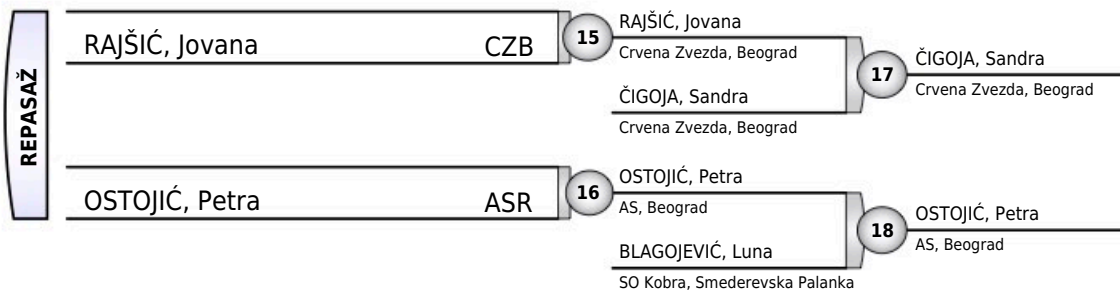 REPASAŽ
RAJŠIĆ, Jovana CZB
15
RAJŠIĆ, Jovana
Crvena Zvezda, Beograd
ČIGOJA, Sandra
Crvena Zvezda, Beograd
17
ČIGOJA, Sandra
Crvena Zvezda, Beograd
OSTOJIĆ, Petra ASR
16
OSTOJIĆ, Petra
AS, Beograd
BLAGOJEVIĆ, Luna
SO Kobra, Smederevska Palanka
18
OSTOJIĆ, Petra
AS, Beograd